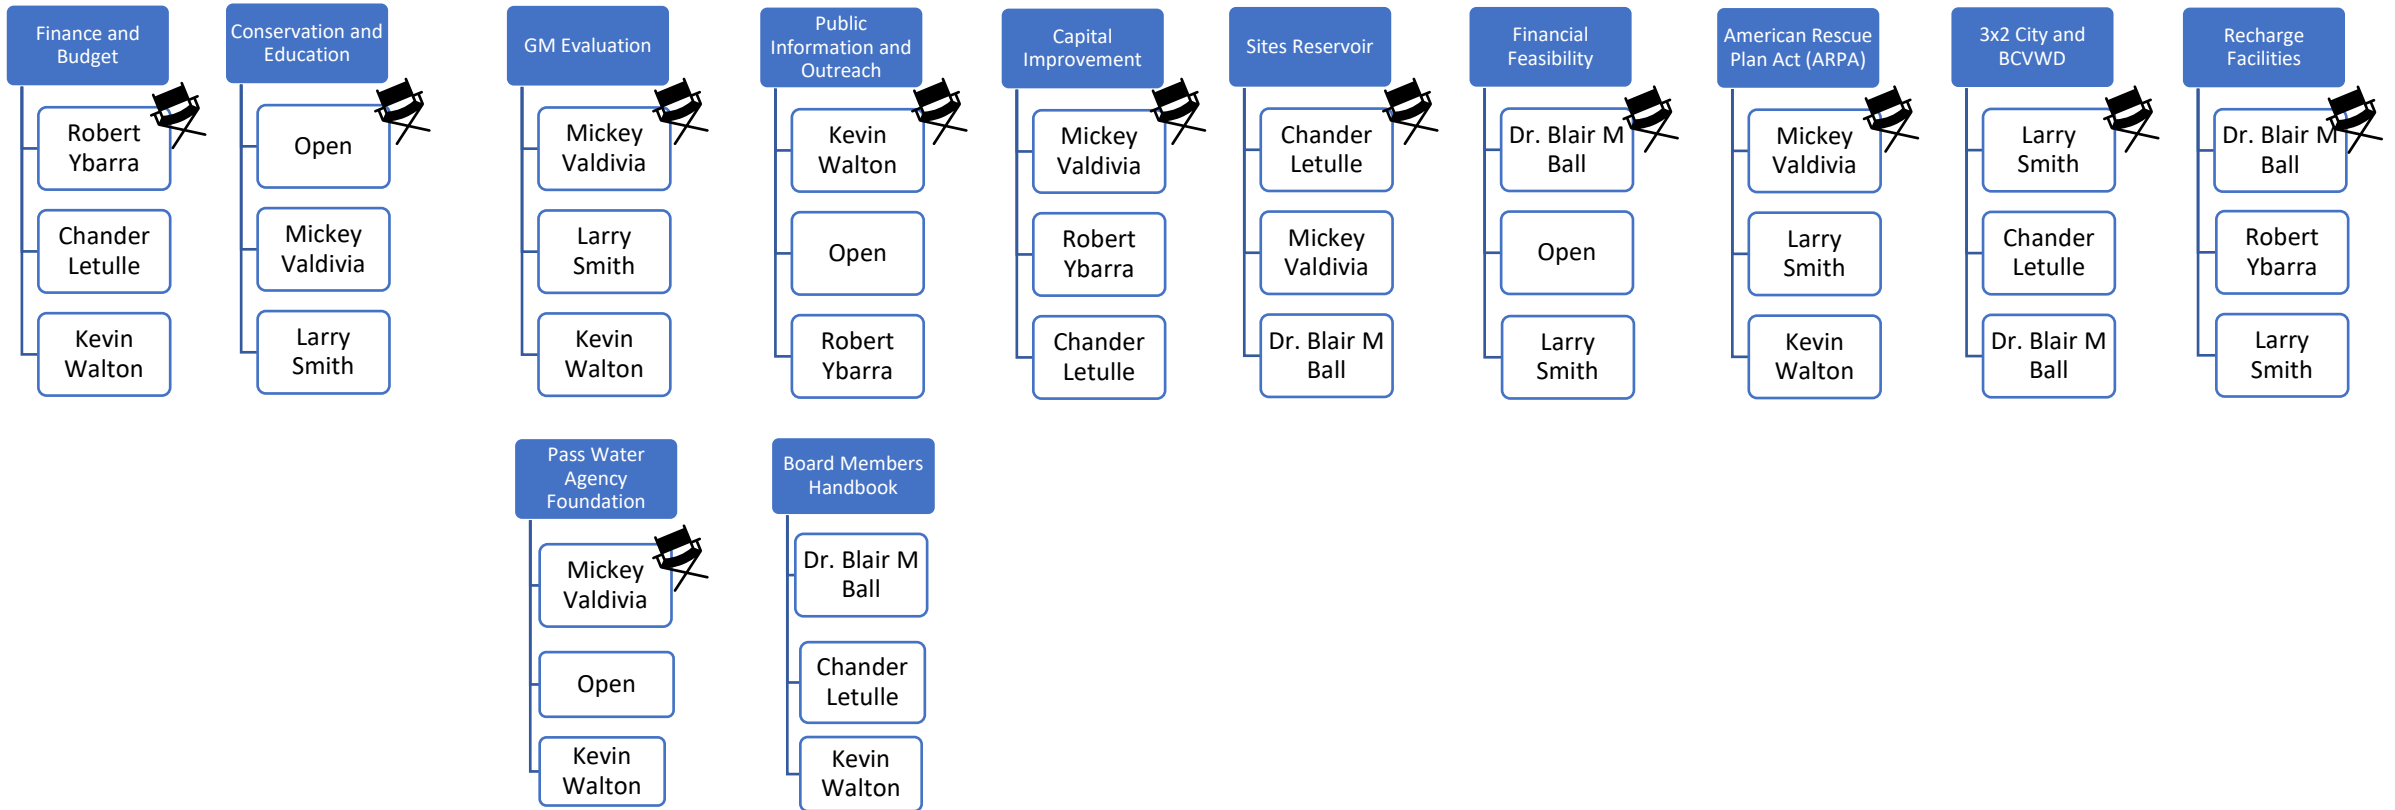 Finance and
Budget
Robert
Ybarra
Chander
Letulle
Kevin
Walton
Conservation and
Education
Open
Mickey
Valdivia
Larry
Smith
GM Evaluation
Mickey
Valdivia
Larry
Smith
Kevin
Walton
Public
Information and
Outreach
Kevin
Walton
Open
Robert
Ybarra
Capital
Improvement
Mickey
Valdivia
Robert
Ybarra
Chander
Letulle
Sites Reservoir
Chander
Letulle
Mickey
Valdivia
Dr. Blair M
Ball
Financial
Feasibility
Dr. Blair M
Ball
Open
Larry
Smith
American Rescue
Plan Act (ARPA)
Mickey
Valdivia
Larry
Smith
Kevin
Walton
3x2 City and
BCVWD
Larry
Smith
Chander
Letulle
Dr. Blair M
Ball
Recharge
Facilities
Dr. Blair M
Ball
Robert
Ybarra
Larry
Smith
Pass Water
Agency
Foundation
Mickey
Valdivia
Open
Kevin
Walton
Board Members
Handbook
Dr. Blair M
Ball
Chander
Letulle
Kevin
Walton